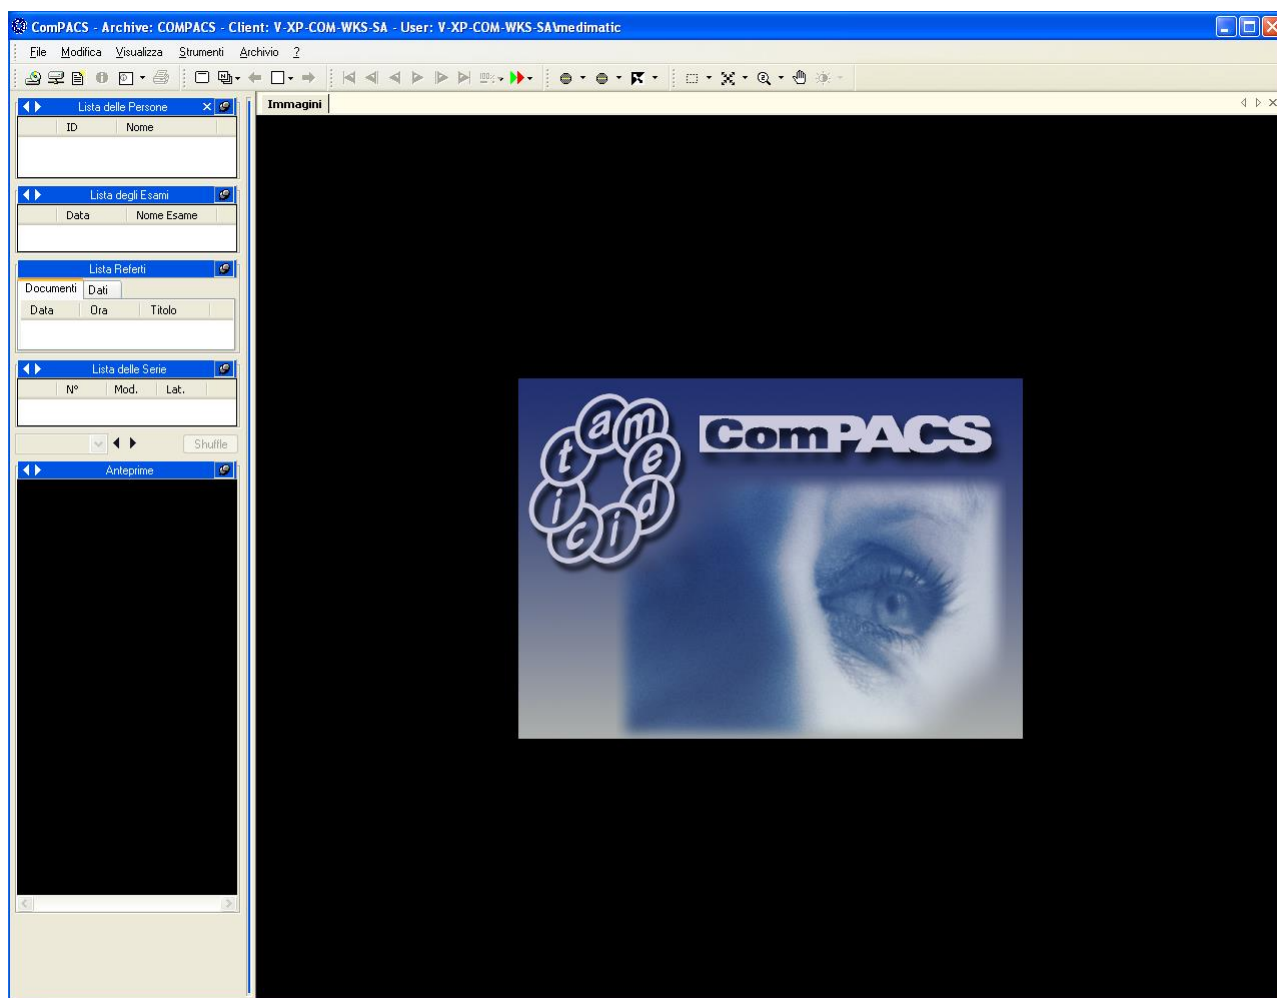 ComPACS - Archive: COMPACS - Client: V-XP-COM-WKS-SA - User: V-XP-COM-WKS-SA\medimatic
File Modifica Visualizza Strumenti Archivio ?
100%
Lista delle Persone
ID Nome
Lista degli Esami
Data Nome Esame
Lista Referti
Documenti Dati
Data Ora Titolo
Lista delle Serie
N° Mod. Lat.
Shuffle
Anteprime
Immagini
medimatic
ComPACS